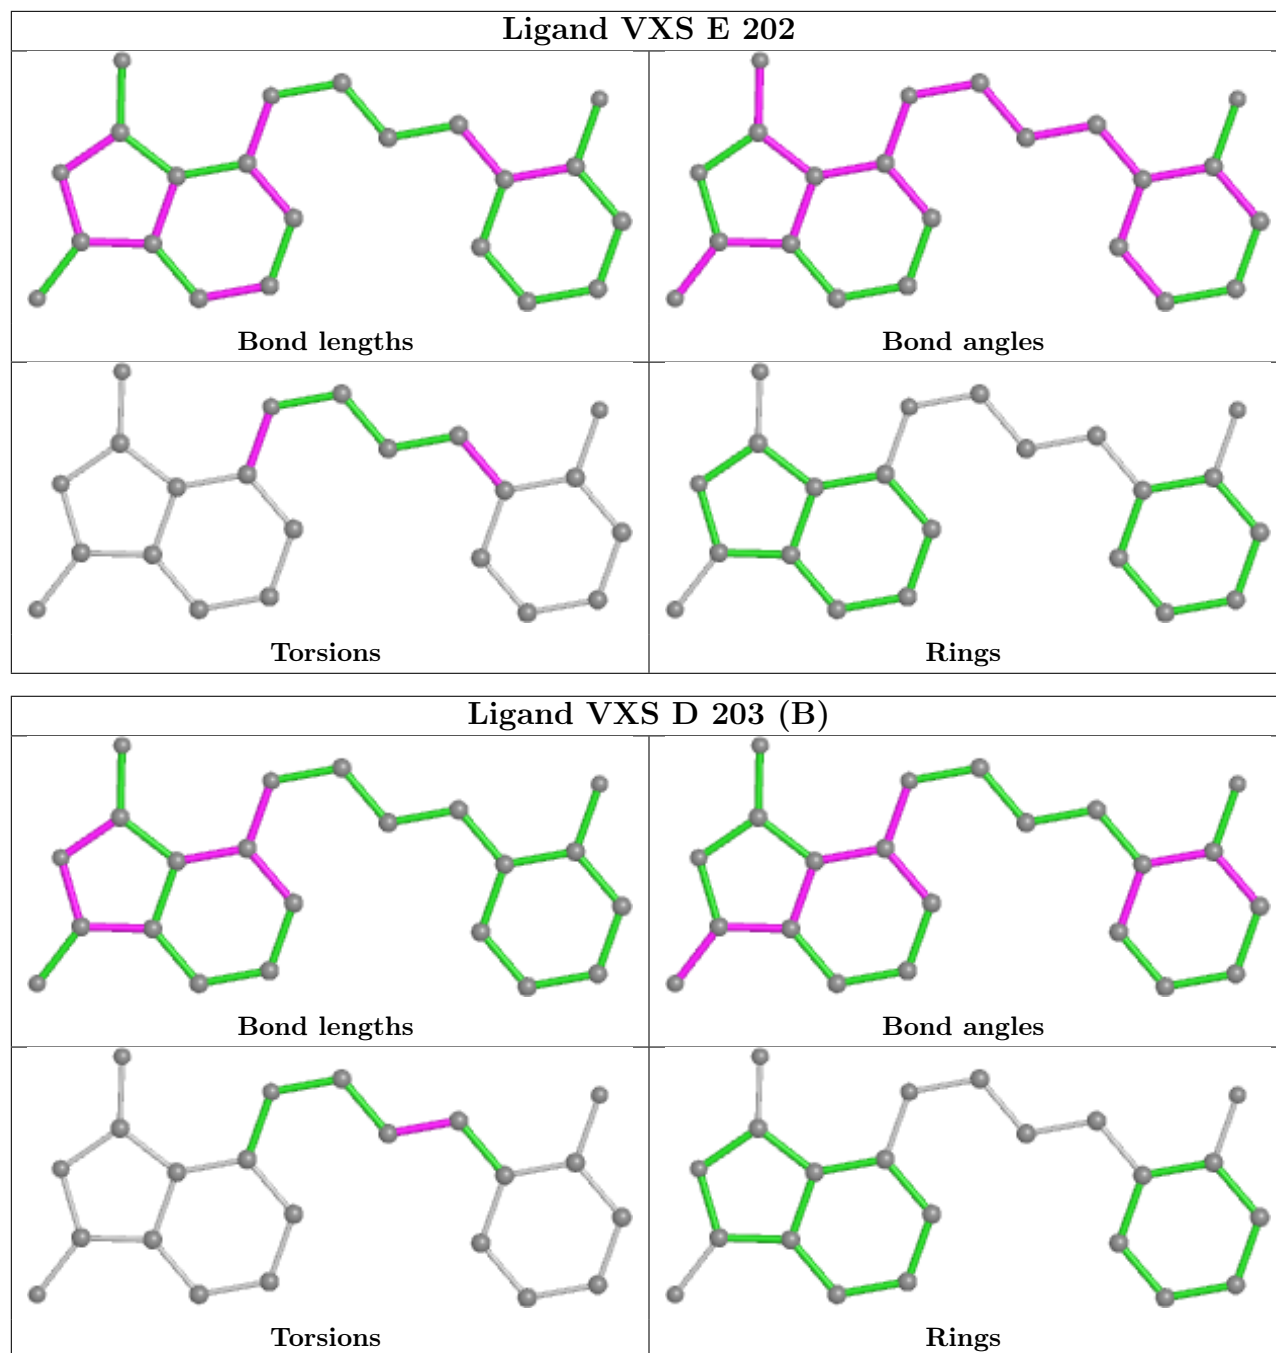 Ligand VXS E 202
Bond lengths
Bond angles
Torsions
Rings
Ligand VXS D 203 (B)
Bond lengths
Bond angles
Torsions
Rings